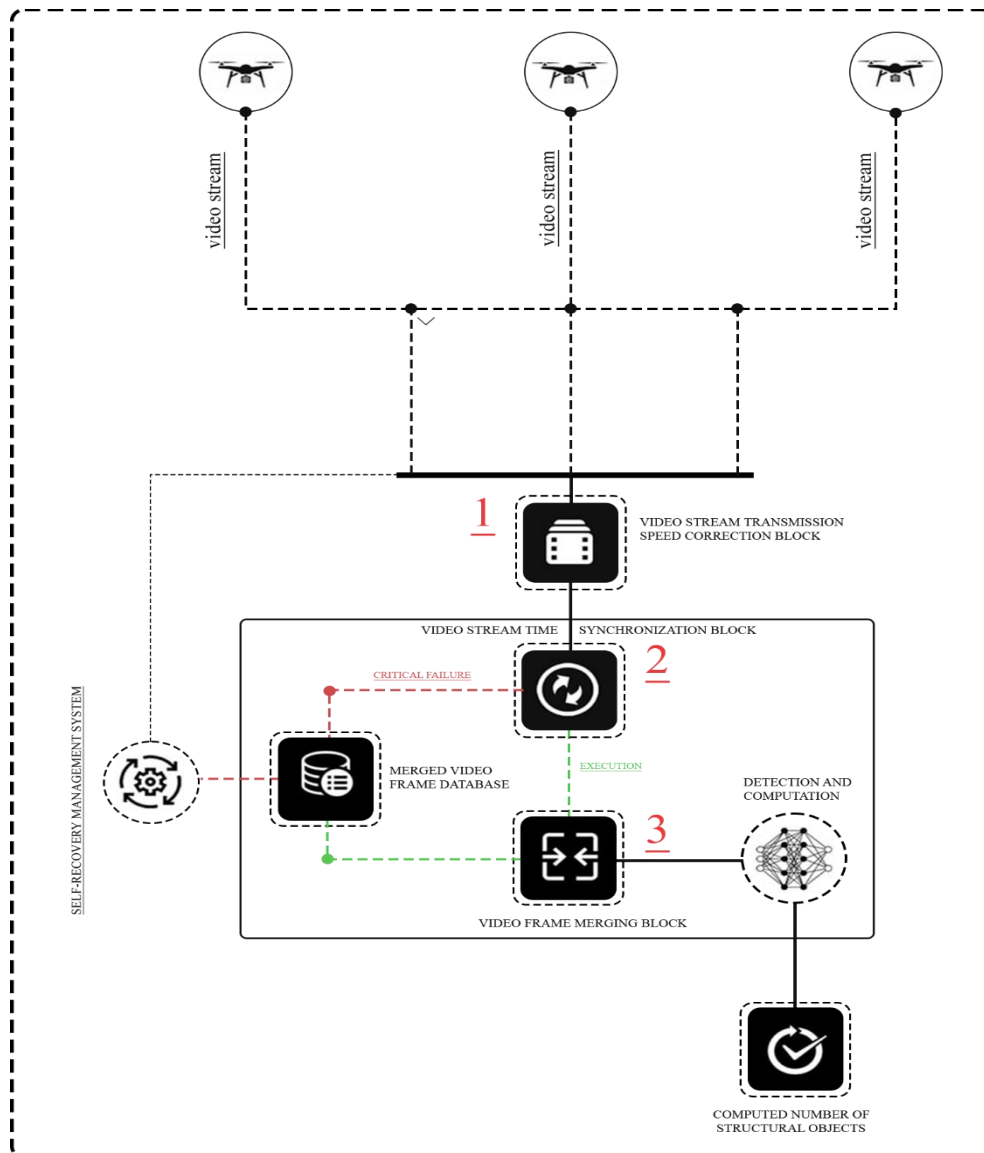 video stream
video stream
video stream
1
VIDEO STREAM TRANSMISSION
SPEED CORRECTION BLOCK
VIDEO STREAM TIME SYNCHRONIZATION BLOCK
2
CRITICAL FAILURE
SELF-RECOVERY MANAGEMENT SYSTEM
MERGED VIDEO
FRAME DATABASE
EXECUTION
DETECTION AND
COMPUTATION
3
VIDEO FRAME MERGING BLOCK
COMPUTED NUMBER OF
STRUCTURAL OBJECTS